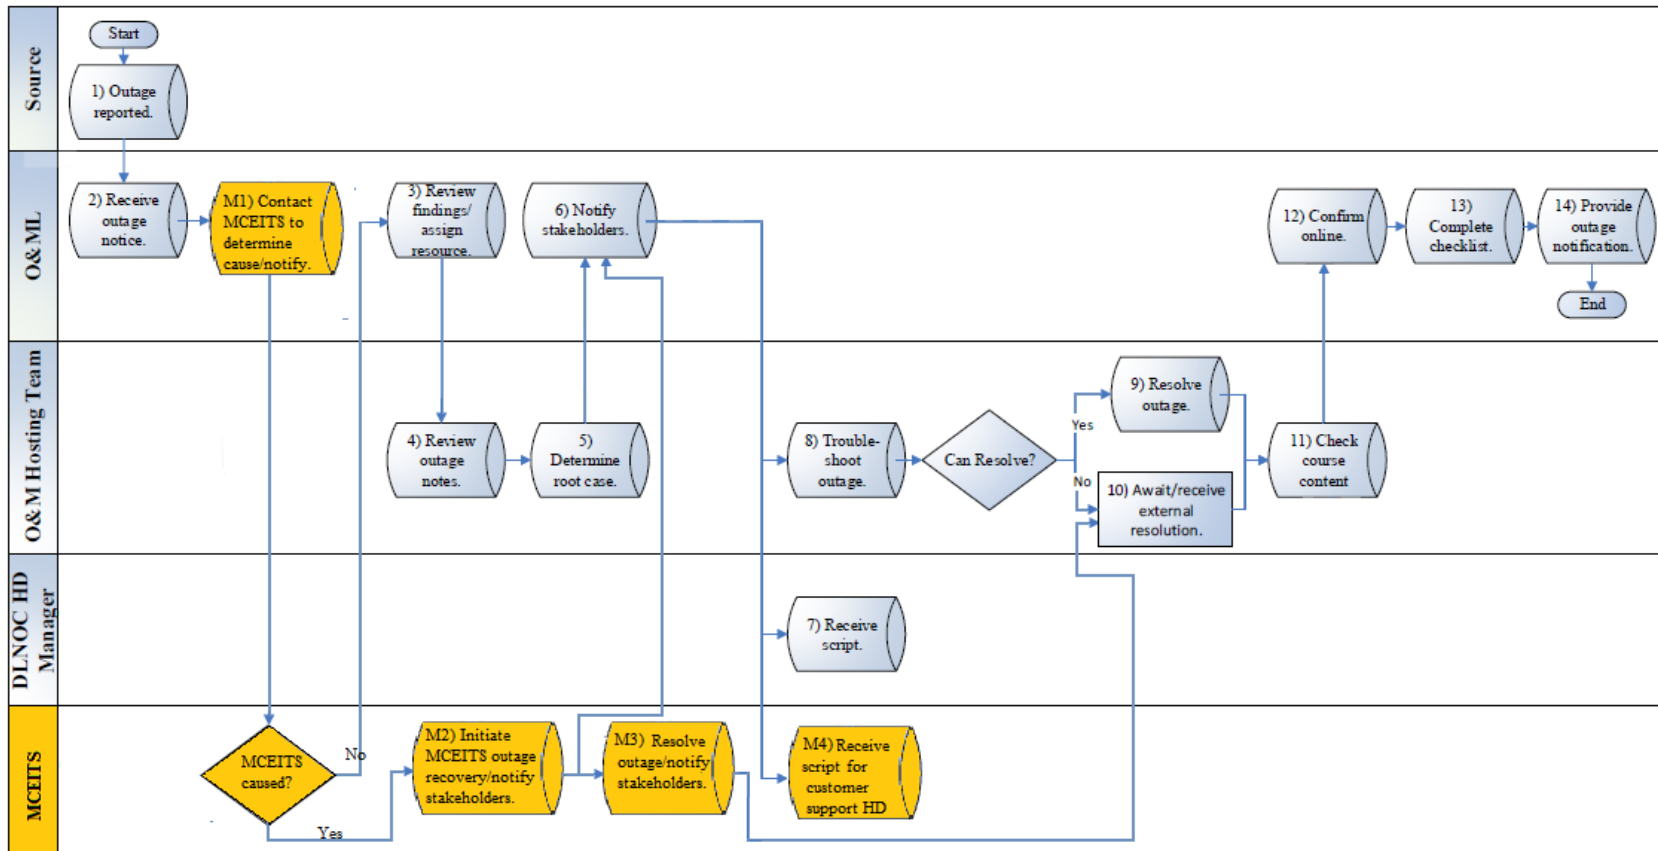 Source
Start
1) Outage
reported.
O&ML
2) Receive
outage
notice.
M1) Contact
MCEITS to
determine
cause/notify.
3) Review
findings/
assign
resource.
6) Notify
stakeholders.
12) Confirm
online.
13)
Complete
checklist.
14) Provide
outage
notification.
End
O&M Hosting Team
4) Review
outage
notes.
5)
Determine
root case.
8) Trouble-
shoot
outage.
Can Resolve?
Yes
No
9) Resolve
outage.
10) Await/receive
external
resolution.
11) Check
course
content
DLNOC HD
Manager
7) Receive
script.
MCEITS
MCEITS
caused?
No
Yes
M2) Initiate
MCEITS outage
recovery/notify
stakeholders.
M3) Resolve
outage/notify
stakeholders.
M4) Receive
script for
customer
support HD